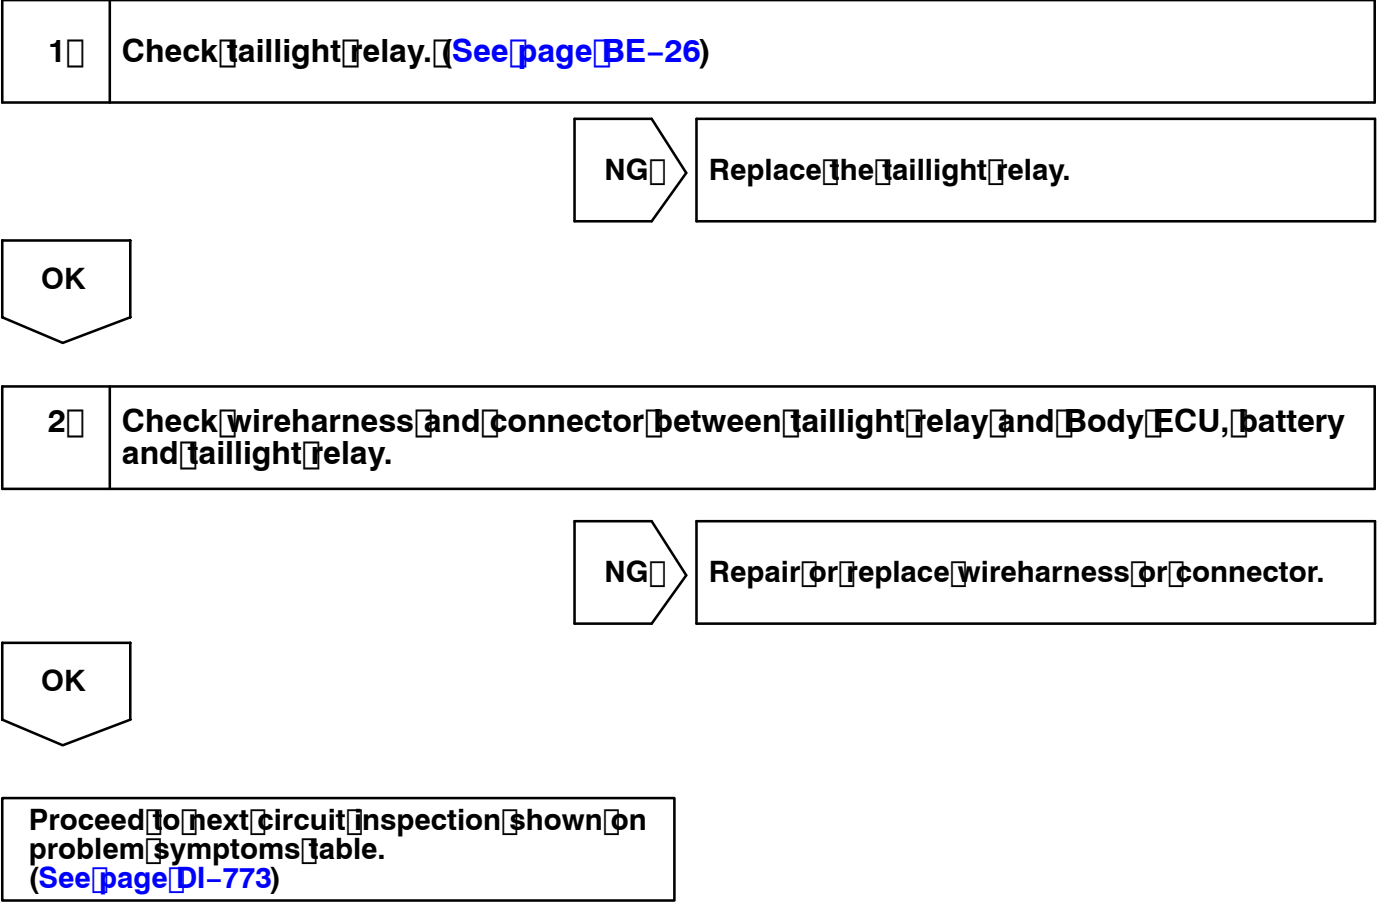 1
Check taillight relay. (See page BE–26)
NG
Replace the taillight relay.
OK
2
Check wireharness and connector between taillight relay and Body ECU, battery
and taillight relay.
NG
Repair or replace wireharness or connector.
OK
Proceed to next circuit inspection shown on
problem symptoms table.
(See page DI–773)